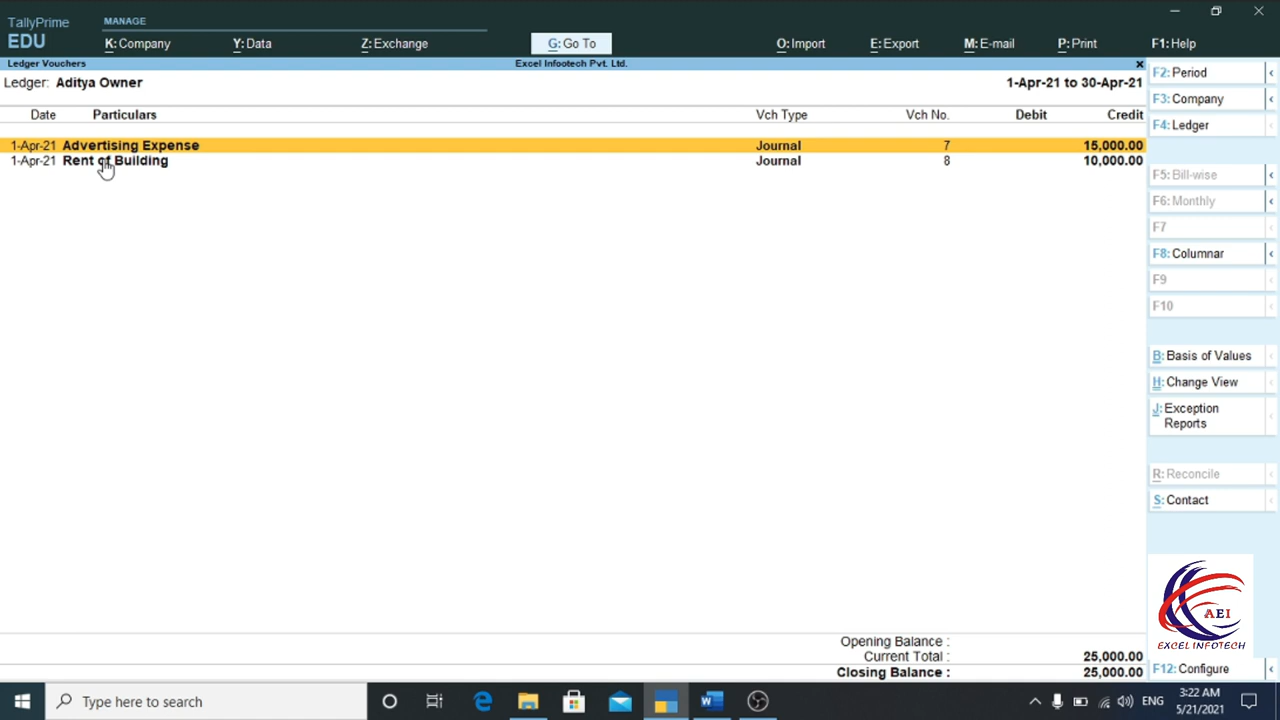 TallyPrime
EDU
MANAGE
K: Company Y: Data Z: Exchange G: Go To O: Import E: Export M: E-mail P: Print F1: Help
Ledger Vouchers Excel Infotech Pvt. Ltd.
Ledger: Aditya Owner 1-Apr-21 to 30-Apr-21
Date Particulars Vch Type Vch No. Debit Credit
1-Apr-21 Advertising Expense Journal 7 15,000.00
1-Apr-21 Rent of Building Journal 8 10,000.00
Opening Balance :
Current Total : 25,000.00
Closing Balance : 25,000.00
F2: Period
F3: Company
F4: Ledger
F5: Bill-wise
F6: Monthly
F7
F8: Columnar
F9
F10
B: Basis of Values
H: Change View
J: Exception
Reports
R: Reconcile
S: Contact
AEI
EXCEL INFOTECH
F12: Configure
Type here to search
ENG
3:22 AM
5/21/2021